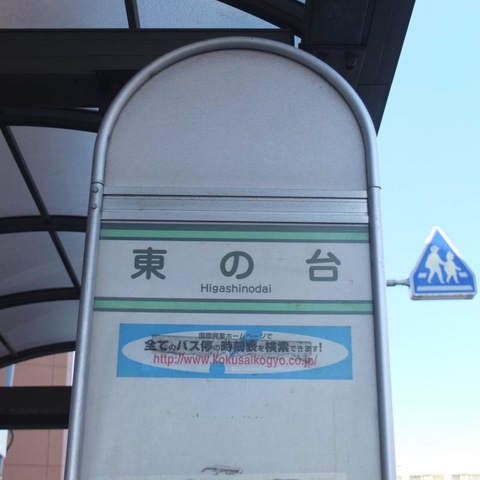 東の台
Higashinodai
国際興業ホームページで
全てのバス停の時刻表を検索できます!
http://www.kokusaikogyo.co.jp/